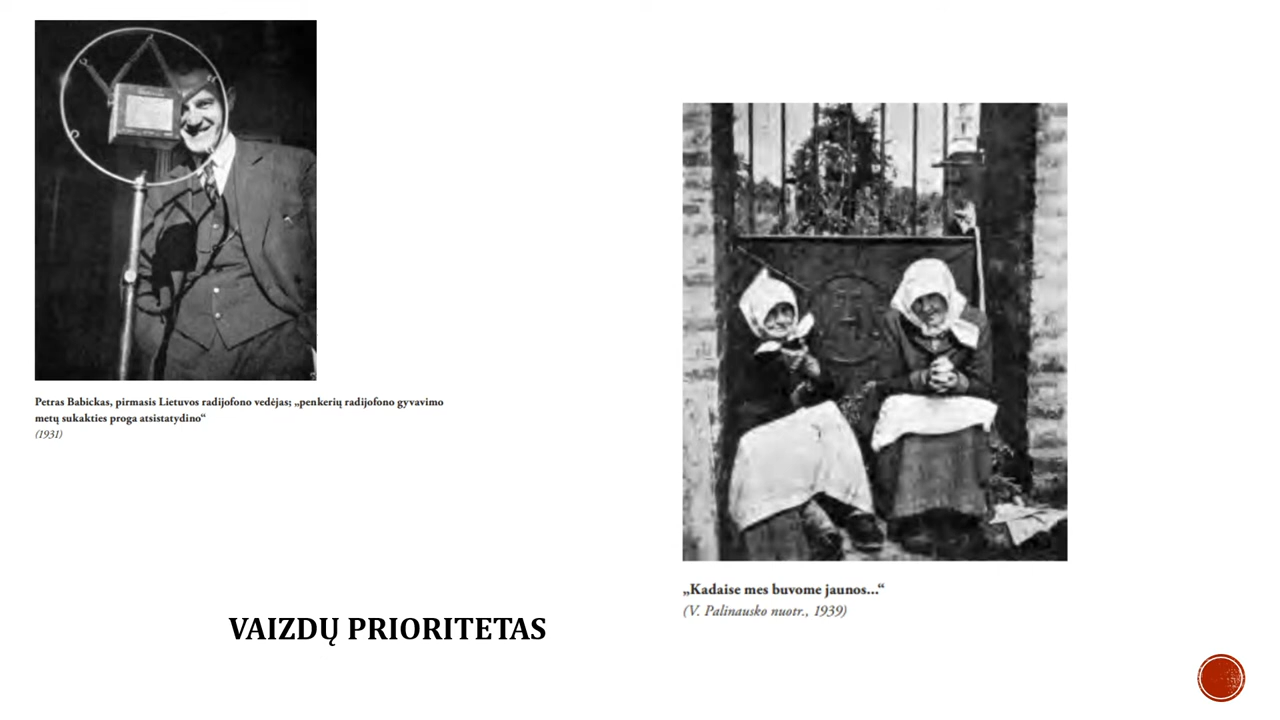 Petras Babickas, pirmasis Lietuvos radijofono vedėjas; „penkerių radijofono gyvavimo
metų sukakties proga atsistatydino“
(1931)
„Kadaise mes buvome jaunos...“
(V. Palinausko nuotr., 1939)
VAIZDŲ PRIORITETAS